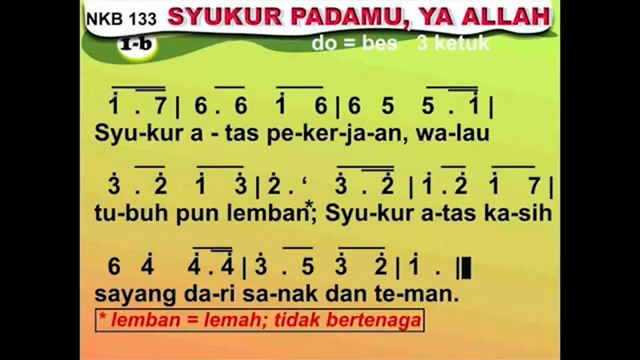 NKB 133 SYUKUR PADAMU, YA ALLAH
1-b do = bes 3 ketuk
1̇ . 7 | 6 . 6 1̇ 6 | 6 5 5 . 1̇ |
Syu-kur a - tas pe-ker-ja-an, wa-lau
3̇ . 2̇ 1̇ 3̇ | 2̇ . ‘ 3̇ . 2̇ | 1̇ . 2̇ 1̇ 7 |
tu-buh pun lemban*; Syu-kur a-tas ka-sih
6 4̇ 4̇ . 4̇ | 3̇ . 5 3̇ 2̇ | 1̇ . ||
sayang da-ri sa-nak dan te-man.
* lemban = lemah; tidak bertenaga